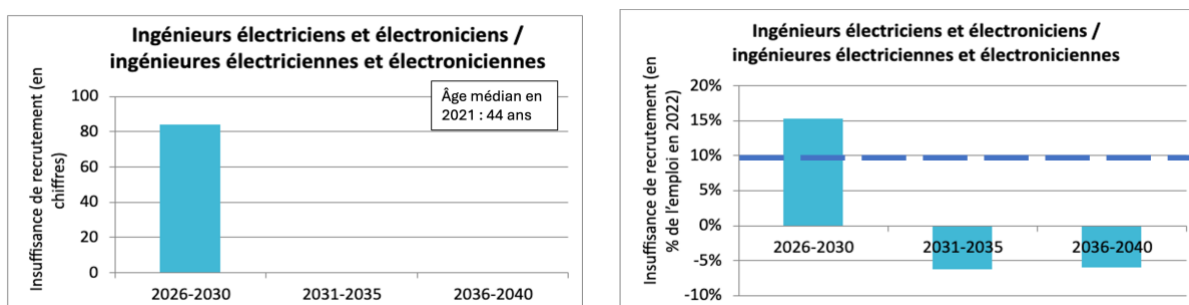 Ingénieurs électriciens et électroniciens /
ingénieures électriciennes et électroniciennes
Insuffisance de recrutement (en
chiffres)
100
80
60
40
20
0
Âge médian en
2021 : 44 ans
2026-2030 2031-2035 2036-2040
Ingénieurs électriciens et électroniciens /
ingénieures électriciennes et électroniciennes
Insuffisance de recrutement (en
% de l'emploi en 2022)
20%
15%
10%
5%
0%
-5%
-10%
2026-2030 2031-2035 2036-2040